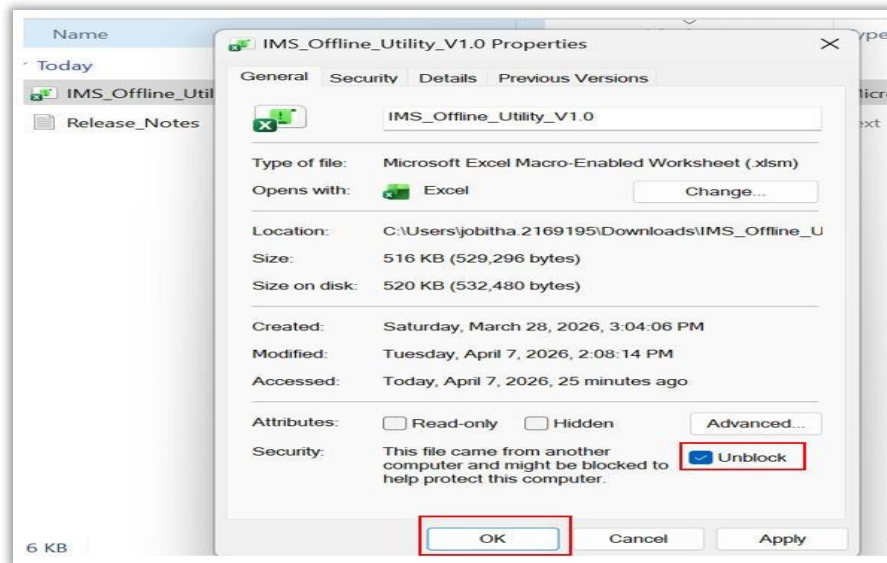 Name
Today
IMS_Offline_Util
Release_Notes
6 KB
IMS_Offline_Utility_V1.0 Properties
General Security Details Previous Versions
IMS_Offline_Utility_V1.0
Type of file: Microsoft Excel Macro-Enabled Worksheet (.xlsm)
Opens with: Excel Change...
Location: C:\Users\jobitha.2169195\Downloads\IMS_Offline_U
Size: 516 KB (529,296 bytes)
Size on disk: 520 KB (532,480 bytes)
Created: Saturday, March 28, 2026, 3:04:06 PM
Modified: Tuesday, April 7, 2026, 2:08:14 PM
Accessed: Today, April 7, 2026, 25 minutes ago
Attributes: Read-only Hidden Advanced...
Security: This file came from another
computer and might be blocked to
help protect this computer.
Unblock
OK Cancel Apply